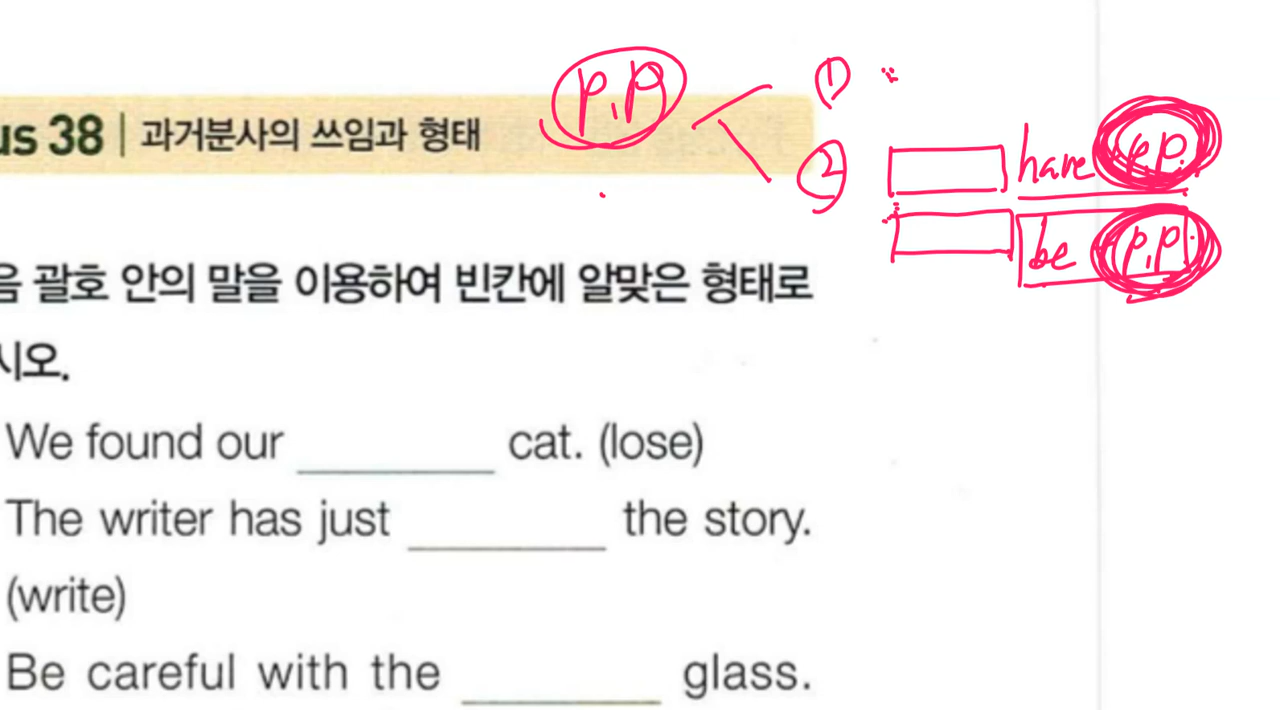 p.p
① :
us 38 | 과거분사의 쓰임과 형태
② have p.p.
be p.p.
음 괄호 안의 말을 이용하여 빈칸에 알맞은 형태로
시오.
We found our ________ cat. (lose)
The writer has just ________ the story.
(write)
Be careful with the ________ glass.